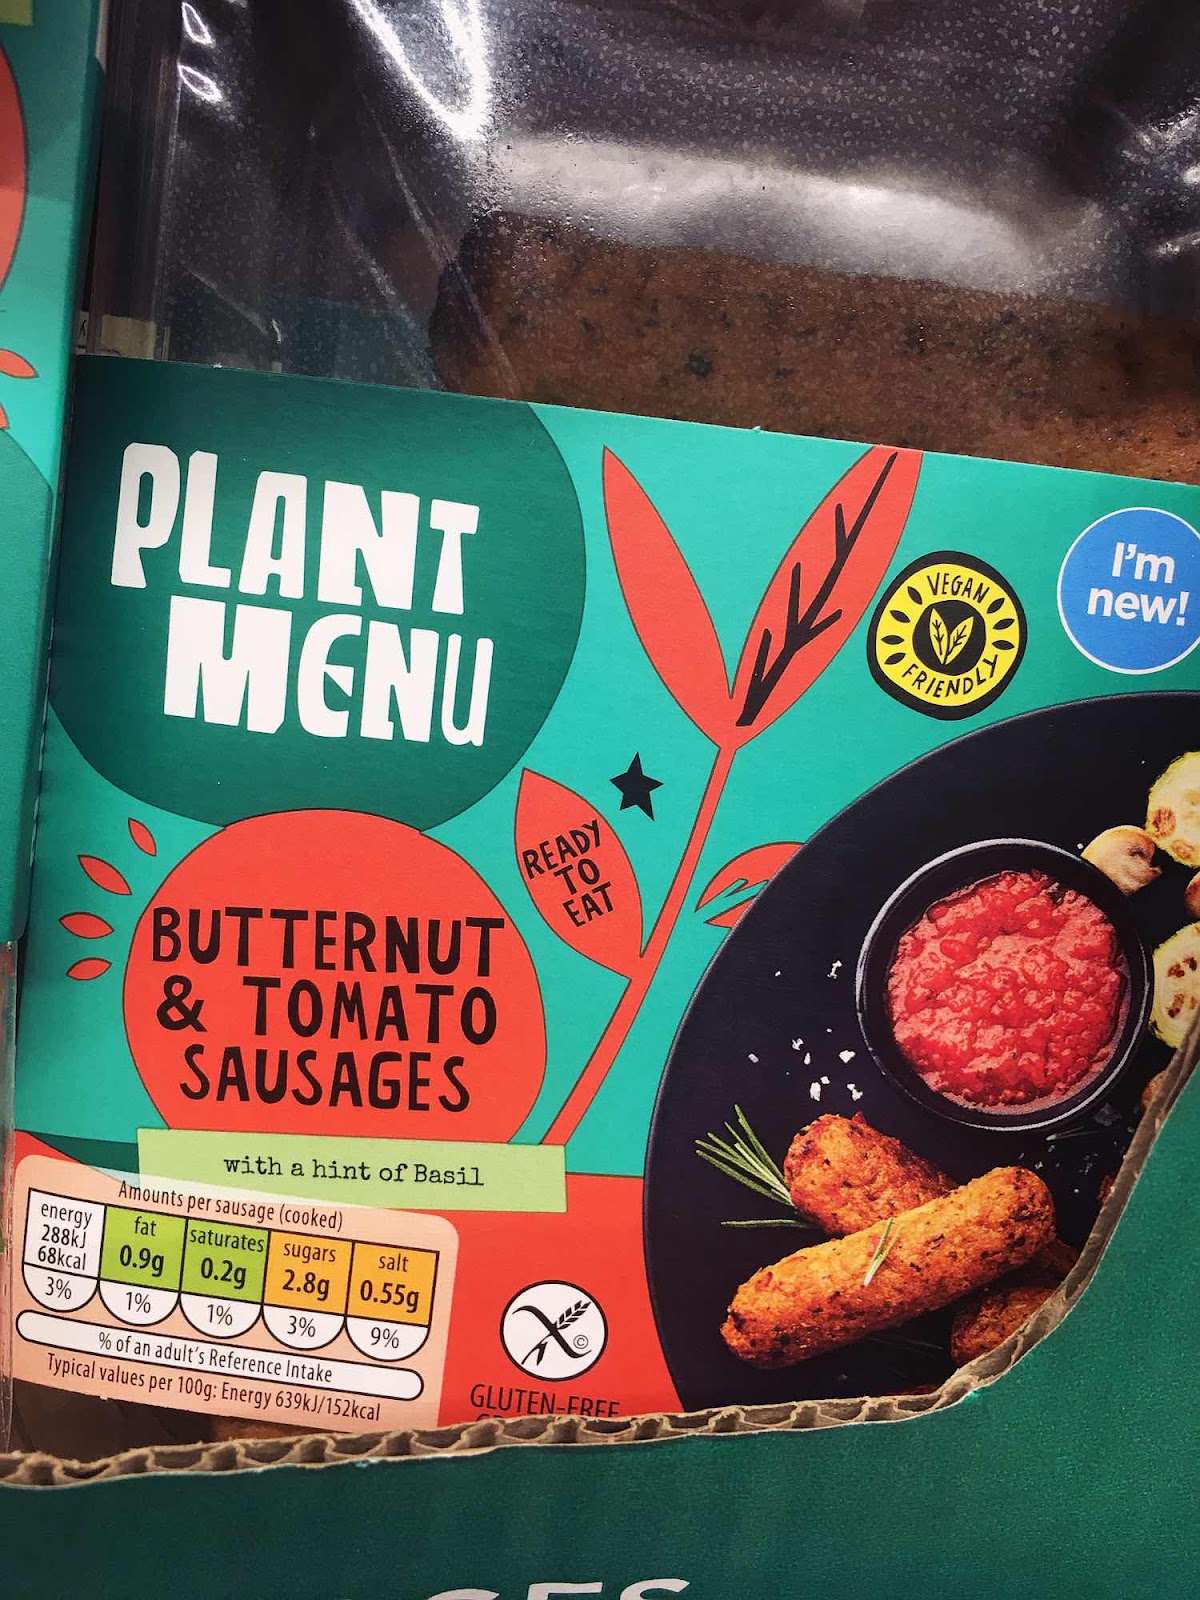 PLANT
MENU
VEGAN
FRIENDLY
I'm
new!
READY
TO
EAT
BUTTERNUT
& TOMATO
SAUSAGES
with a hint of Basil
Amounts per sausage (cooked)
energy
288kJ
68kcal
3%
fat
0.9g
1%
saturates
0.2g
1%
sugars
2.8g
3%
salt
0.55g
9%
% of an adult's Reference Intake
Typical values per 100g: Energy 639kJ/152kcal
©
GLUTEN-FREE